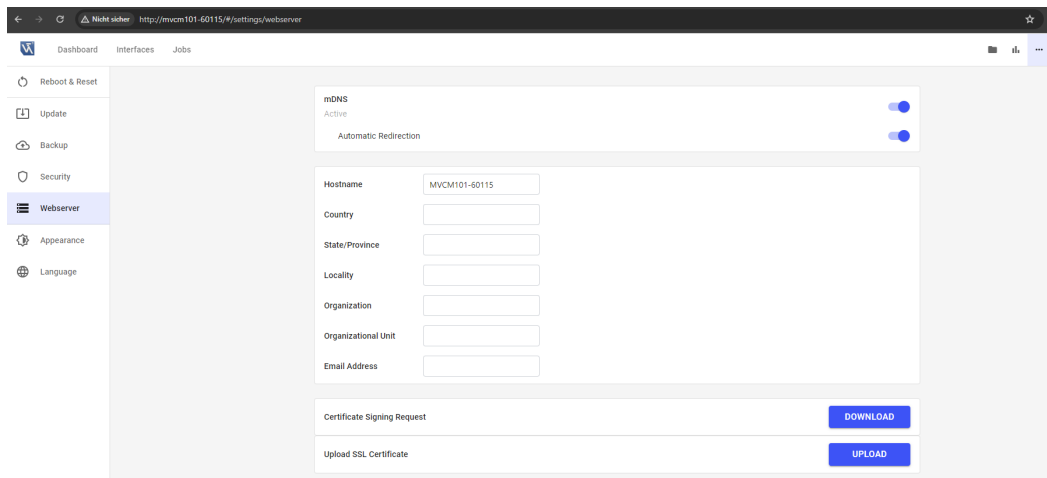 Nicht sicher http://mvcm101-60115/#/settings/webserver
Dashboard Interfaces Jobs
Reboot & Reset
Update
Backup
Security
Webserver
Appearance
Language
mDNS
Active
Automatic Redirection
Hostname MVCM101-60115
Country
State/Province
Locality
Organization
Organizational Unit
Email Address
Certificate Signing Request DOWNLOAD
Upload SSL Certificate UPLOAD